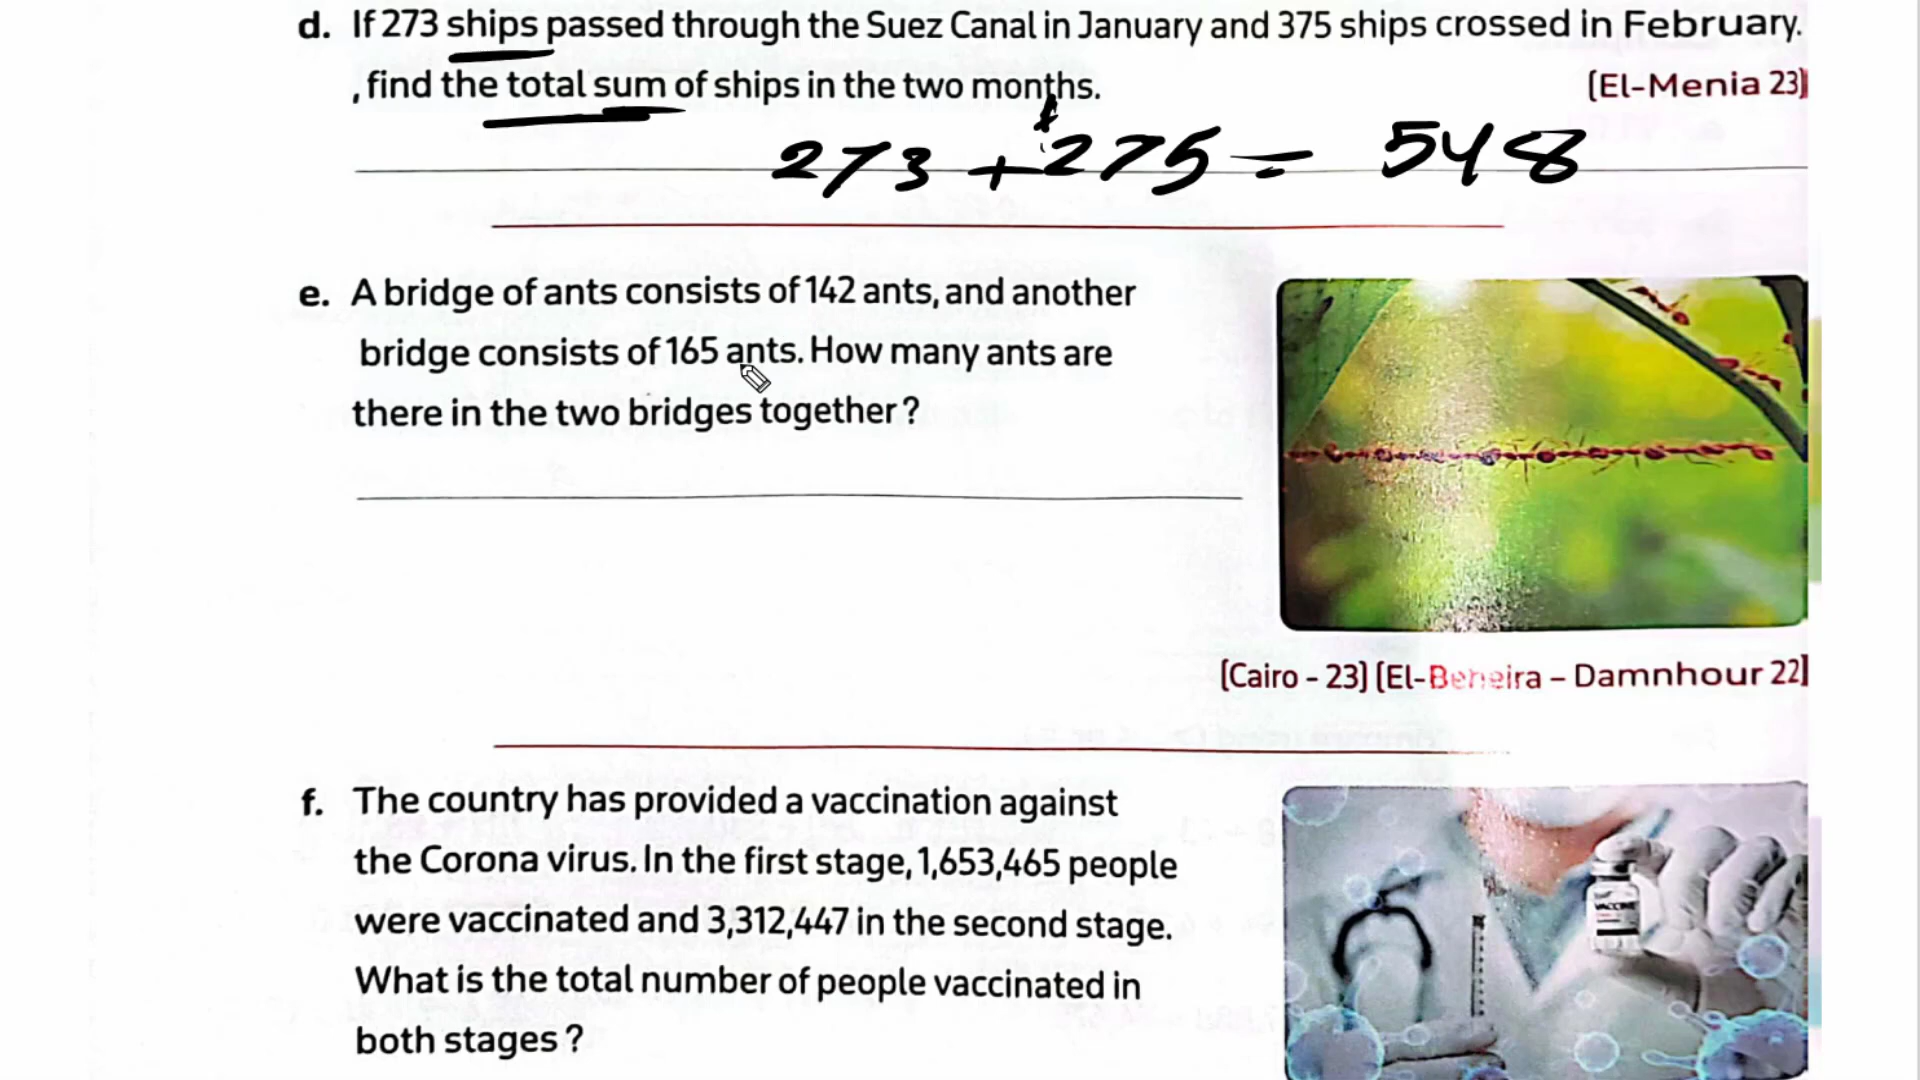 d. If 273 ships passed through the Suez Canal in January and 375 ships crossed in February.
, find the total sum of ships in the two months. [El-Menia 23]
273 + 275 = 548
e. A bridge of ants consists of 142 ants, and another
bridge consists of 165 ants. How many ants are
there in the two bridges together?
[Cairo - 23] [El-Beheira – Damnhour 22]
f. The country has provided a vaccination against
the Corona virus. In the first stage, 1,653,465 people
were vaccinated and 3,312,447 in the second stage.
VACCINE
What is the total number of people vaccinated in
both stages?